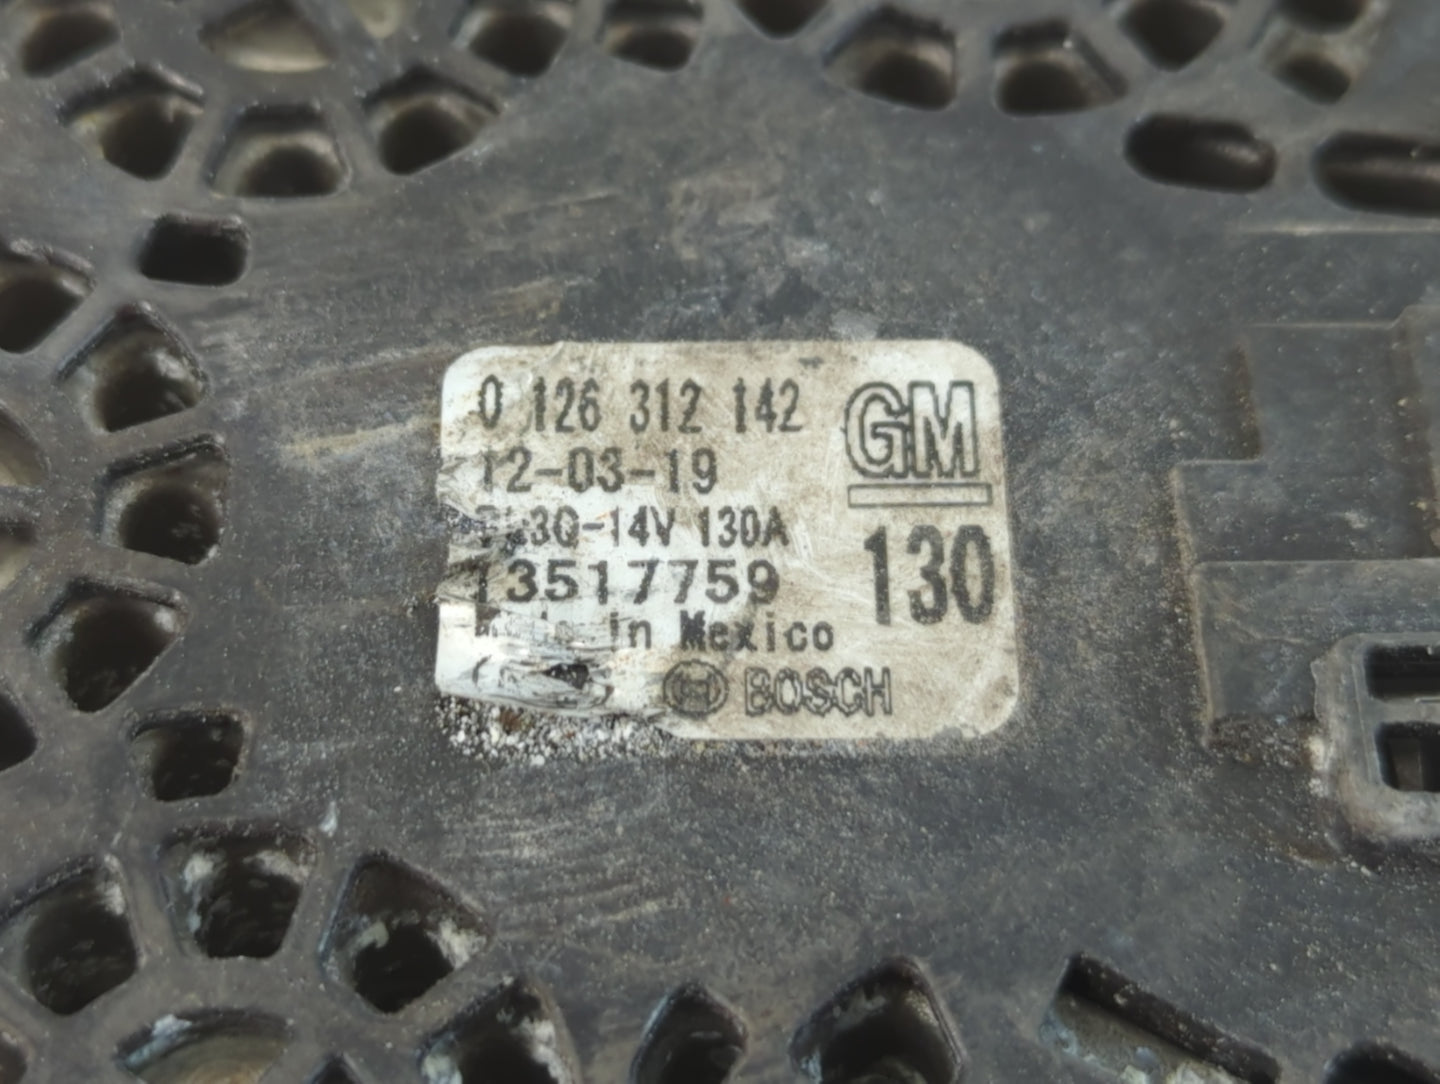 0 126 312 142
GM
12-03-19
14V 130A
130
13517759
in Mexico
BOSCH